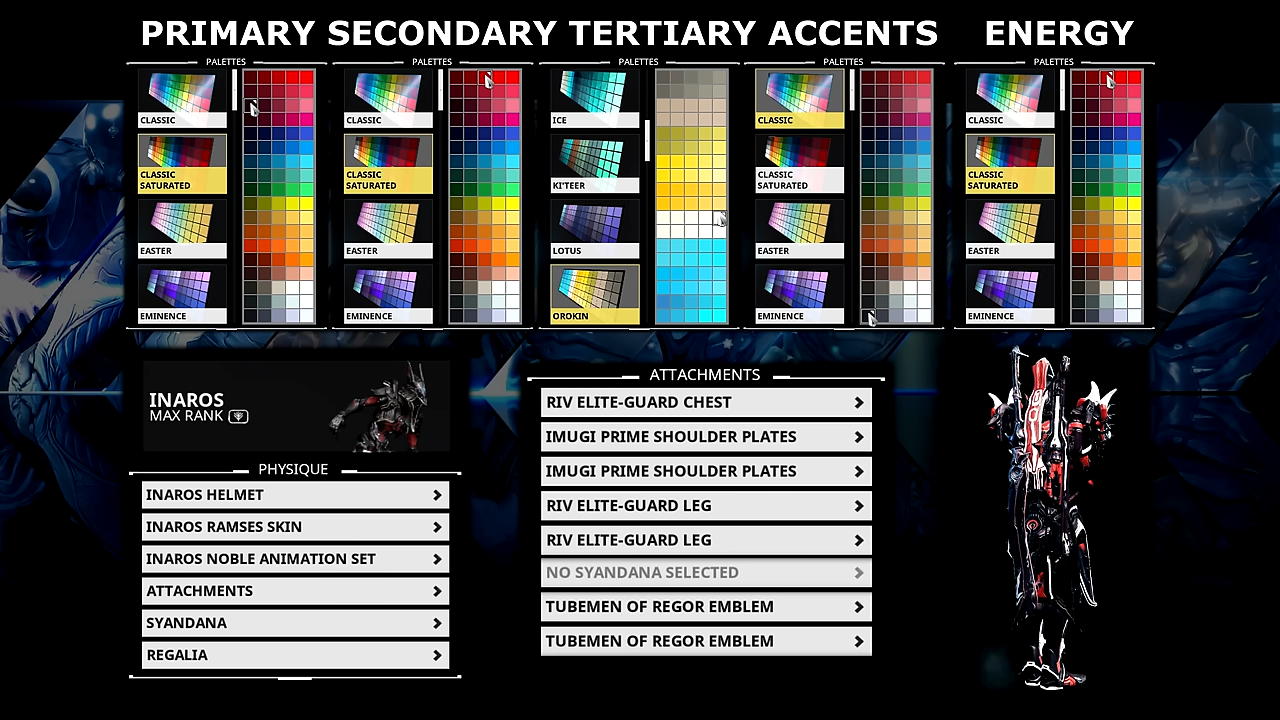 PRIMARY SECONDARY TERTIARY ACCENTS ENERGY
PALETTES PALETTES PALETTES PALETTES PALETTES
CLASSIC
CLASSIC
SATURATED
EASTER
EMINENCE
CLASSIC
CLASSIC
SATURATED
EASTER
EMINENCE
ICE
KI'TEER
LOTUS
OROKIN
CLASSIC
CLASSIC
SATURATED
EASTER
EMINENCE
CLASSIC
CLASSIC
SATURATED
EASTER
EMINENCE
INAROS
MAX RANK
PHYSIQUE
INAROS HELMET
INAROS RAMSES SKIN
INAROS NOBLE ANIMATION SET
ATTACHMENTS
SYANDANA
REGALIA
ATTACHMENTS
RIV ELITE-GUARD CHEST
IMUGI PRIME SHOULDER PLATES
IMUGI PRIME SHOULDER PLATES
RIV ELITE-GUARD LEG
RIV ELITE-GUARD LEG
NO SYANDANA SELECTED
TUBEMEN OF REGOR EMBLEM
TUBEMEN OF REGOR EMBLEM